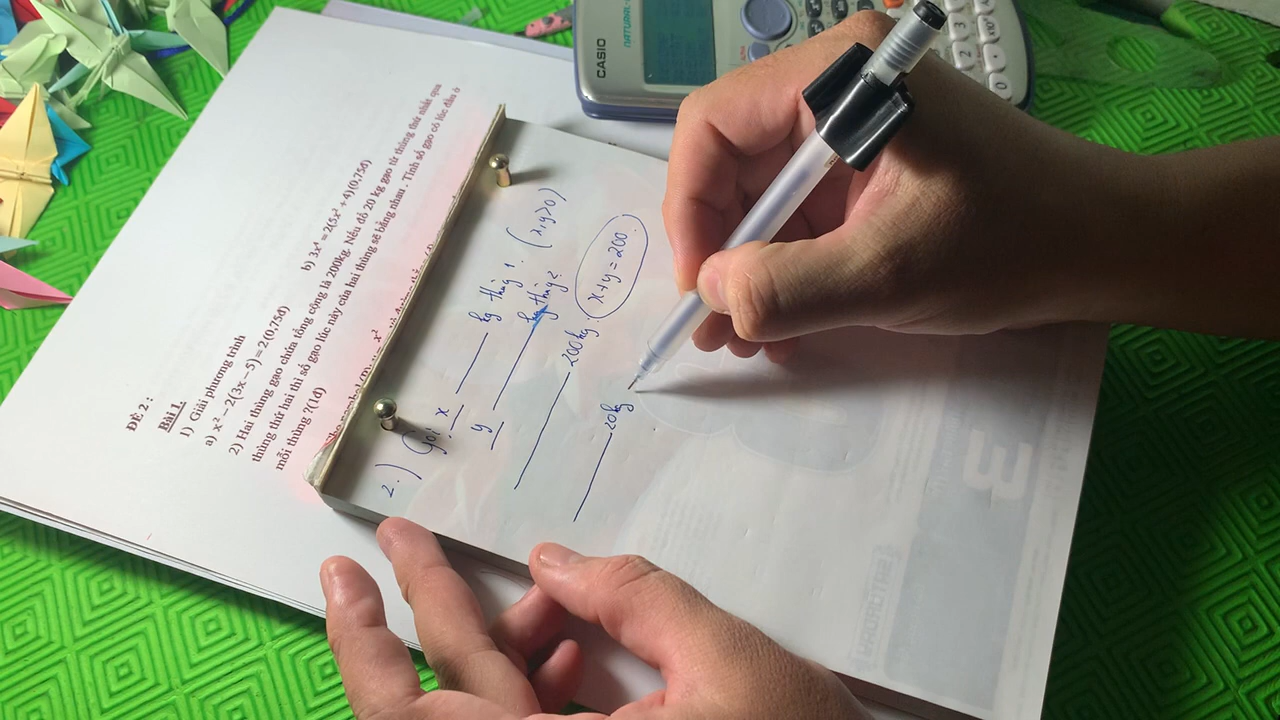 ĐỀ 2 :
Bài 1.
1) Giải phương trình
a) x² – 2(3x – 5) = 2(0,75đ)
b) 3x⁴ = 2(5x² + 4)(0,75đ)
2) Hai thùng gạo chứa tổng cộng là 200kg. Nếu đổ 20 kg gạo từ thùng thứ nhất qua
thùng thứ hai thì số gạo lúc này của hai thùng sẽ bằng nhau . Tính số gạo có lúc đầu ở
mỗi thùng ?(1đ)
2.) Gọi x kg thùng 1. (x,y>0)
y kg thùng 2
200kg. x+y = 200.
20kg
CASIO
3
2
0
3